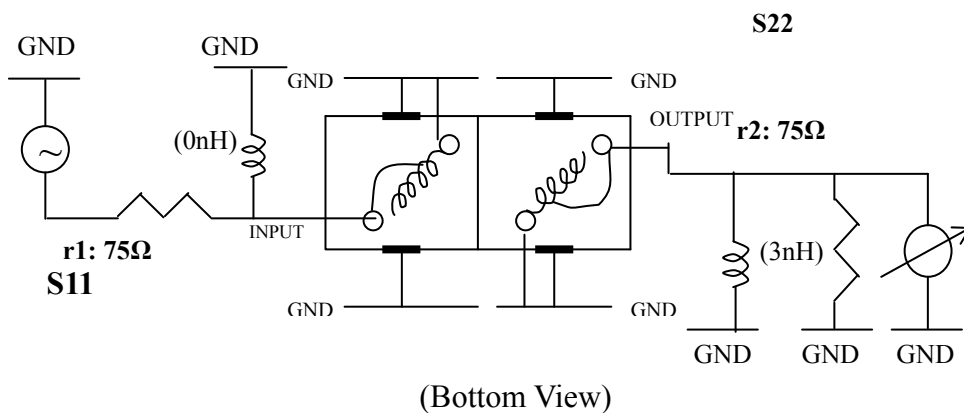 S22
GND
GND
GND
GND
(0nH)
OUTPUT
r2: 75Ω
~
INPUT
r1: 75Ω
S11
(3nH)
GND
GND
GND
GND
GND
(Bottom View)